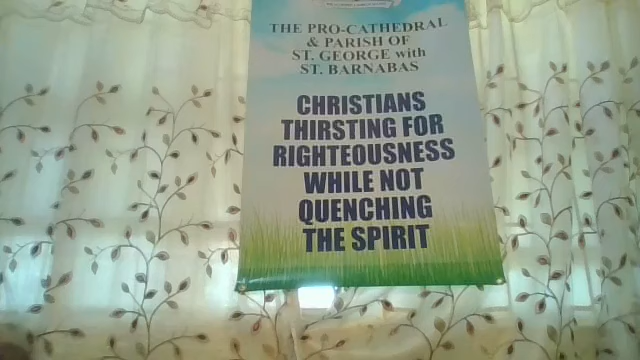 THE PRO-CATHEDRAL
& PARISH OF
ST. GEORGE with
ST. BARNABAS
CHRISTIANS
THIRSTING FOR
RIGHTEOUSNESS
WHILE NOT
QUENCHING
THE SPIRIT